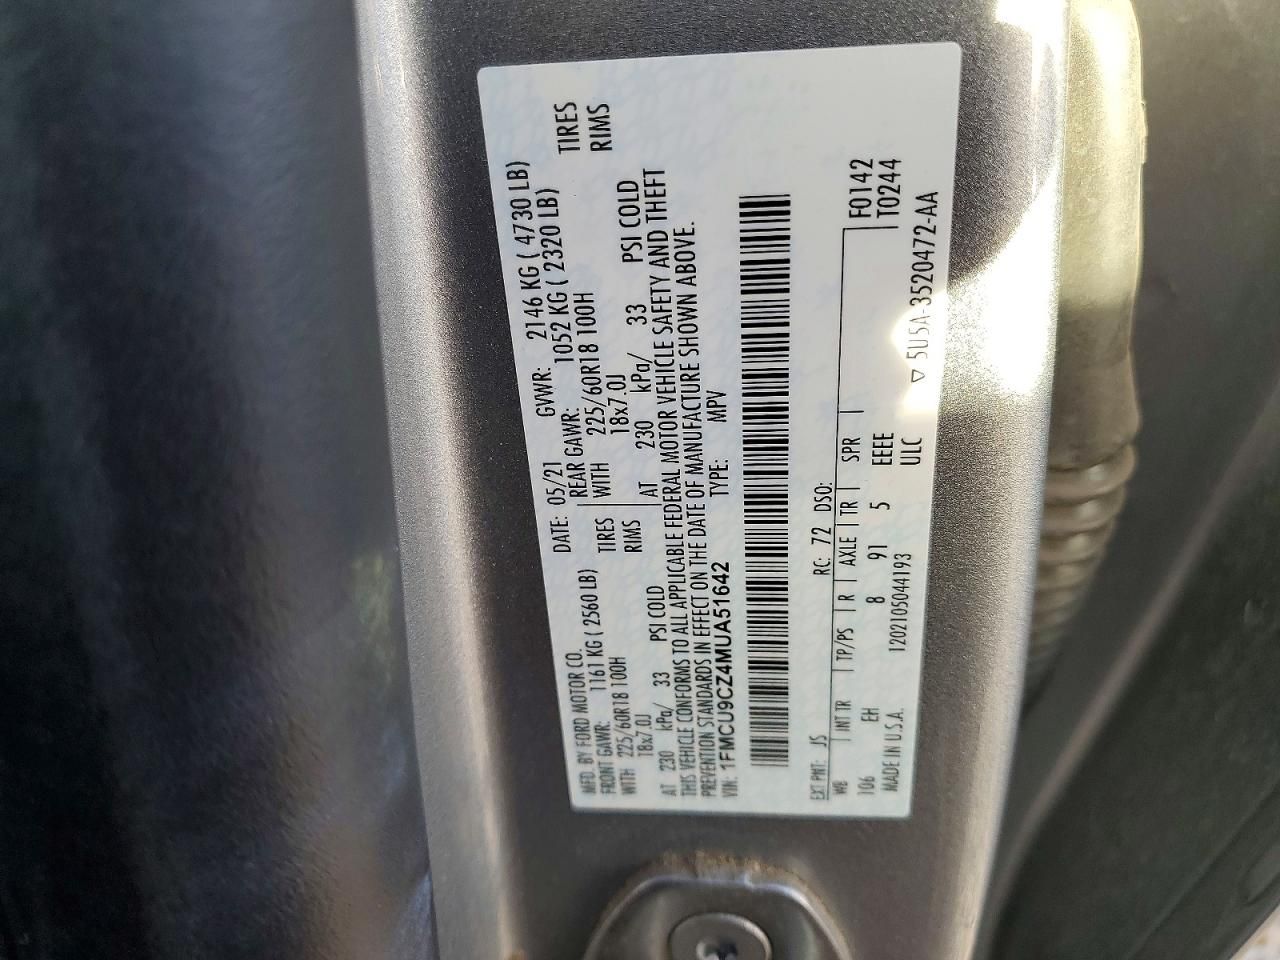 MFD. BY FORD MOTOR CO.
DATE: 05/21 GVWR: 2146 KG ( 4730 LB)
FRONT GAWR: 1161 KG ( 2560 LB) REAR GAWR: 1052 KG ( 2320 LB)
WITH 225/60R18 100H TIRES WITH 225/60R18 100H TIRES
18x7.0J RIMS 18x7.0J RIMS
AT 230 kPa/ 33 PSI COLD AT 230 kPa/ 33 PSI COLD
THIS VEHICLE CONFORMS TO ALL APPLICABLE FEDERAL MOTOR VEHICLE SAFETY AND THEFT
PREVENTION STANDARDS IN EFFECT ON THE DATE OF MANUFACTURE SHOWN ABOVE.
VIN: 1FMCU9CZ4MUA51642 TYPE: MPV
EXT PNT: JS RC: 72 DSO: F0142
WB INT TR TP/PS R AXLE TR SPR T0244
106 EH 8 91 5 EEEE
MADE IN U.S.A. 1202105044193 ULC
▽ 5U5A-3520472-AA